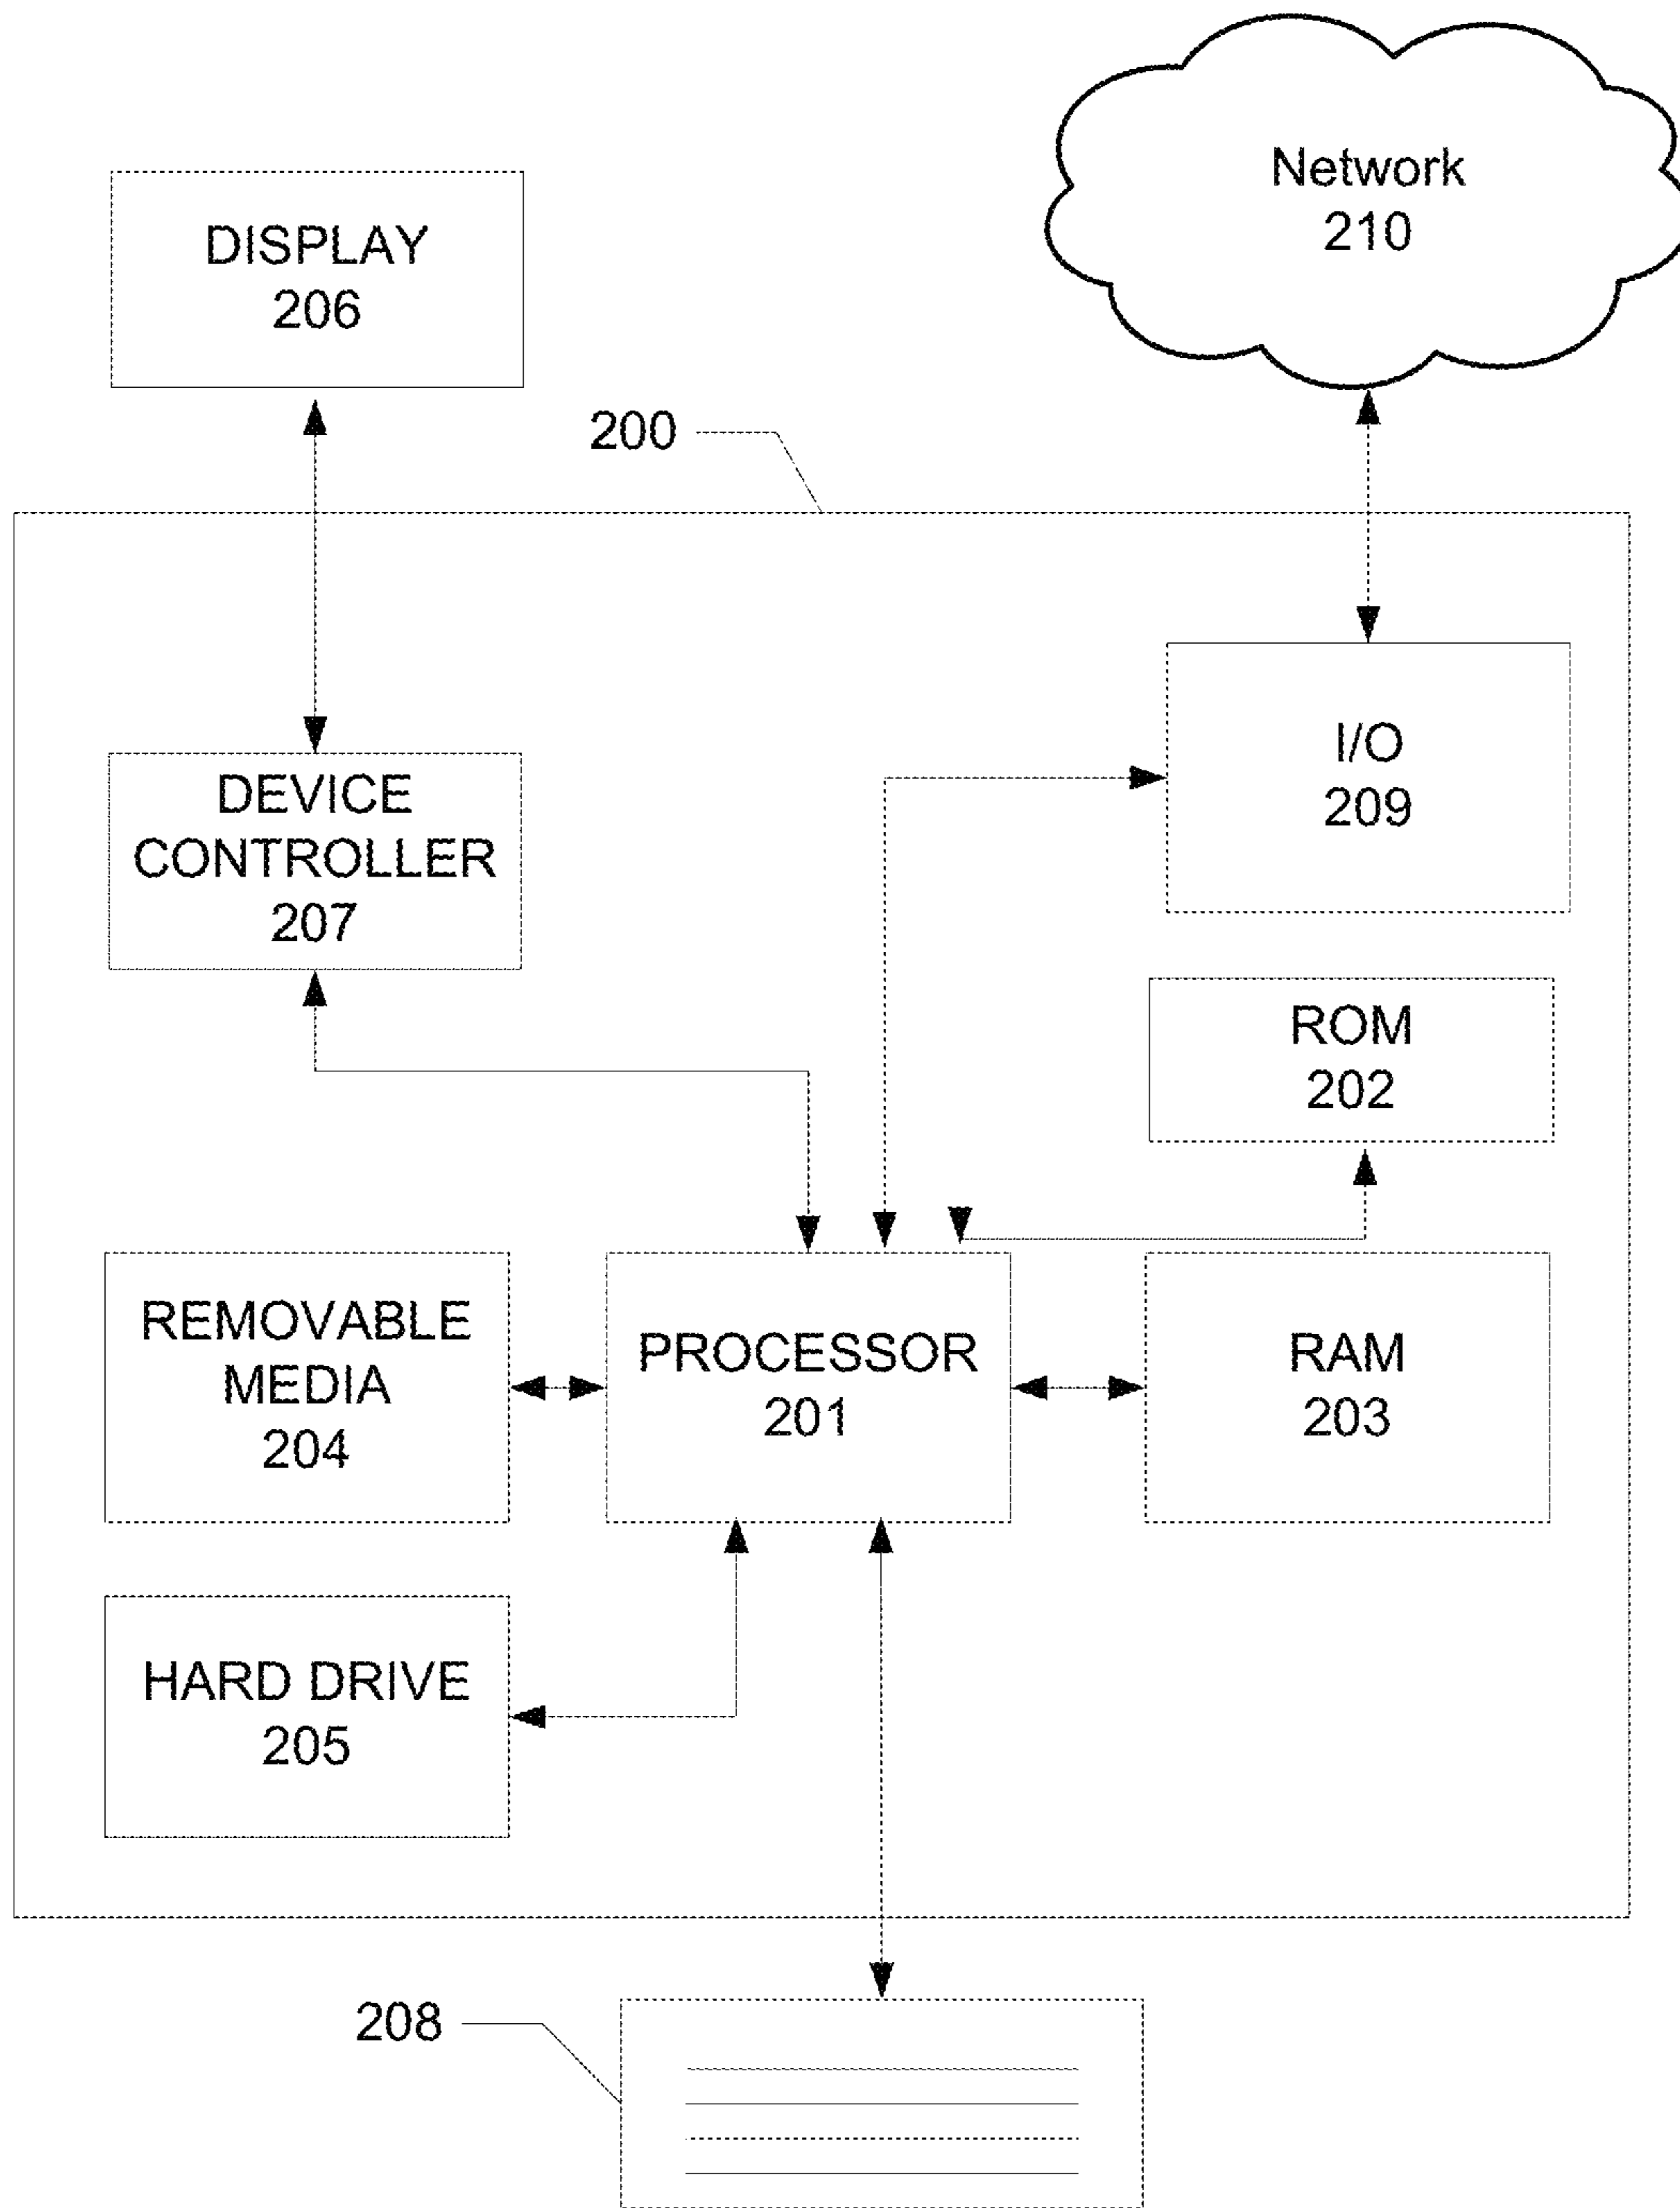 Network
210
DISPLAY
206
200
I/O
209
DEVICE
CONTROLLER
207
ROM
202
REMOVABLE
MEDIA
204
PROCESSOR
201
RAM
203
HARD DRIVE
205
208